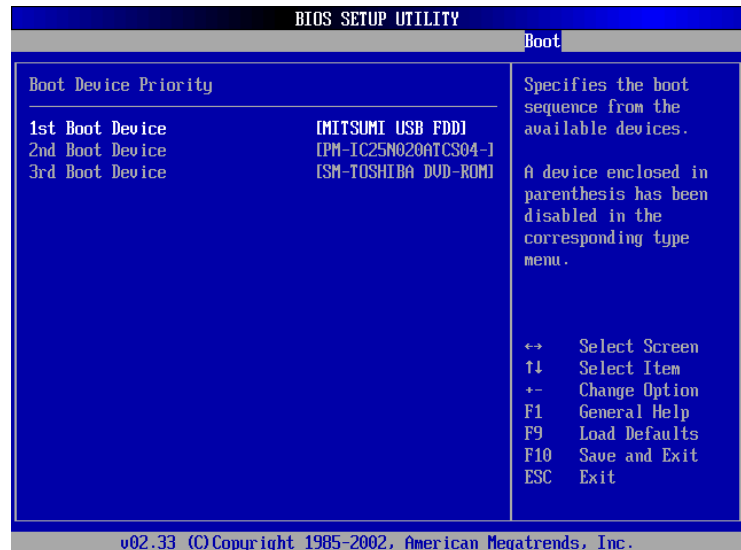 BIOS SETUP UTILITY
Boot
Boot Device Priority
1st Boot Device [MITSUMI USB FDD]
2nd Boot Device [PM-IC25N020ATCS04-]
3rd Boot Device [SM-TOSHIBA DVD-ROM]
Specifies the boot
sequence from the
available devices.
A device enclosed in
parenthesis has been
disabled in the
corresponding type
menu.
↔ Select Screen
↑↓ Select Item
+- Change Option
F1 General Help
F9 Load Defaults
F10 Save and Exit
ESC Exit
v02.33 (C)Copyright 1985-2002, American Megatrends, Inc.